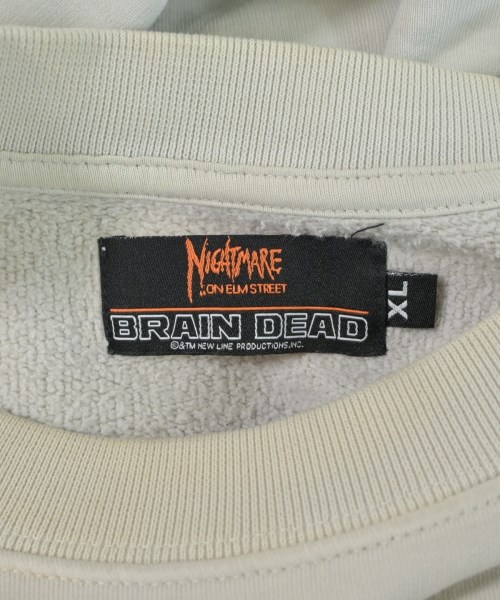 NIGHTMARE
ON ELM STREET
BRAIN DEAD
©&TM NEW LINE PRODUCTIONS, INC.
XL